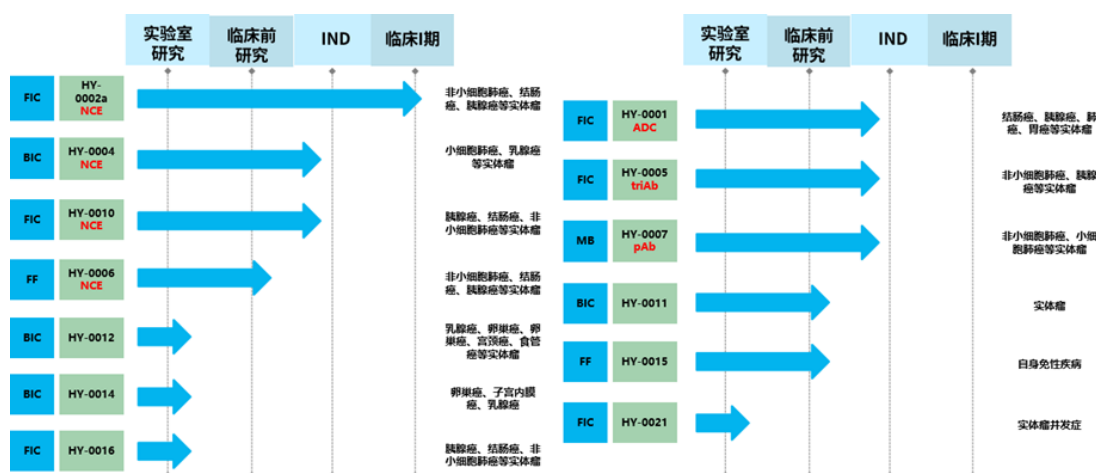 实验室
研究
临床前
研究
IND
临床I期
FIC
HY-
0002a
NCE
非小细胞肺癌、结肠
癌、胰腺癌等实体瘤
BIC
HY-0004
NCE
小细胞肺癌、乳腺癌
等实体瘤
FIC
HY-0010
NCE
胰腺癌、结肠癌、非
小细胞肺癌等实体瘤
FF
HY-0006
NCE
非小细胞肺癌、结肠
癌、胰腺癌等实体瘤
BIC
HY-0012
乳腺癌、卵巢癌、卵
巢癌、宫颈癌、食管
癌等实体瘤
BIC
HY-0014
卵巢癌、子宫内膜
癌、乳腺癌
FIC
HY-0016
胰腺癌、结肠癌、非
小细胞肺癌等实体瘤
实验室
研究
临床前
研究
IND
临床I期
FIC
HY-0001
ADC
结肠癌、胰腺癌、肺
癌、胃癌等实体瘤
FIC
HY-0005
triAb
非小细胞肺癌、胰腺
癌等实体瘤
MB
HY-0007
pAb
非小细胞肺癌、小细
胞肺癌等实体瘤
BIC
HY-0011
实体瘤
FF
HY-0015
自身免性疾病
FIC
HY-0021
实体瘤并发症